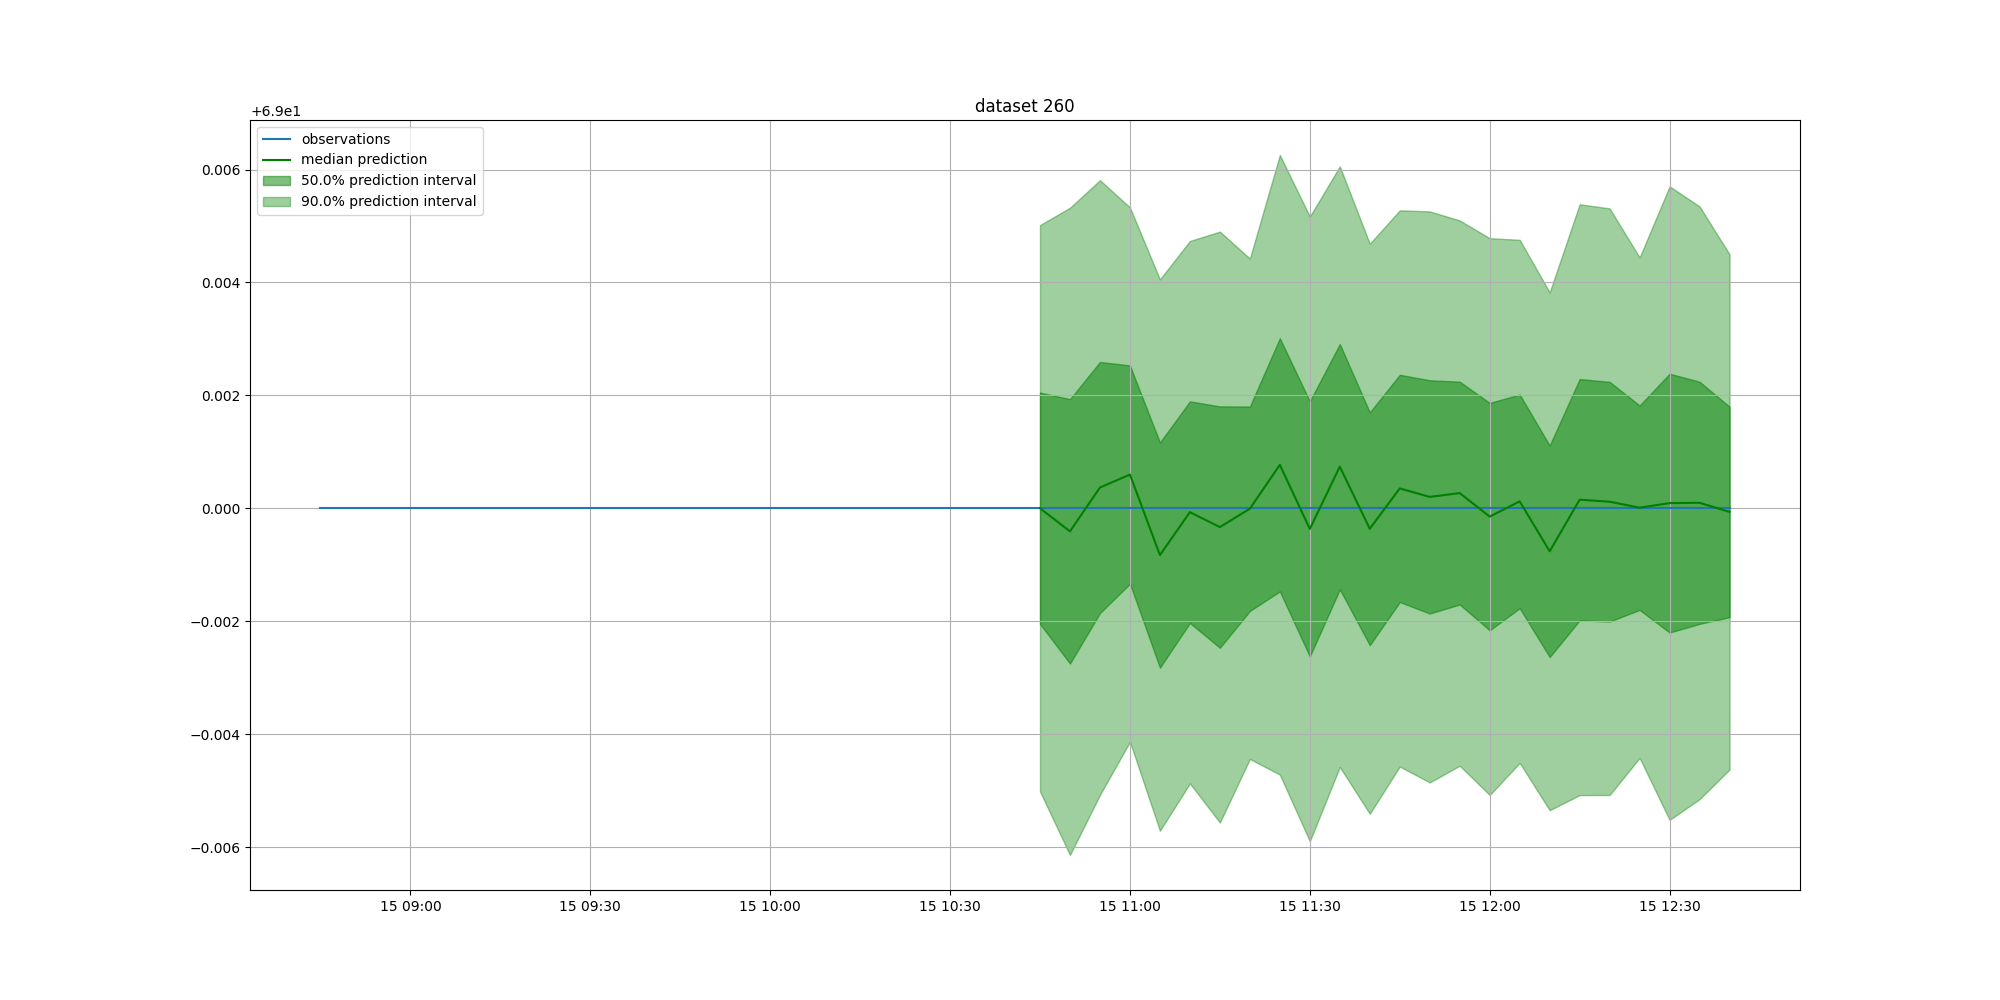 dataset 260
+6.9e1
observations
median prediction
50.0% prediction interval
90.0% prediction interval
0.006
0.004
0.002
0.000
−0.002
−0.004
−0.006
15 09:00 15 09:30 15 10:00 15 10:30 15 11:00 15 11:30 15 12:00 15 12:30